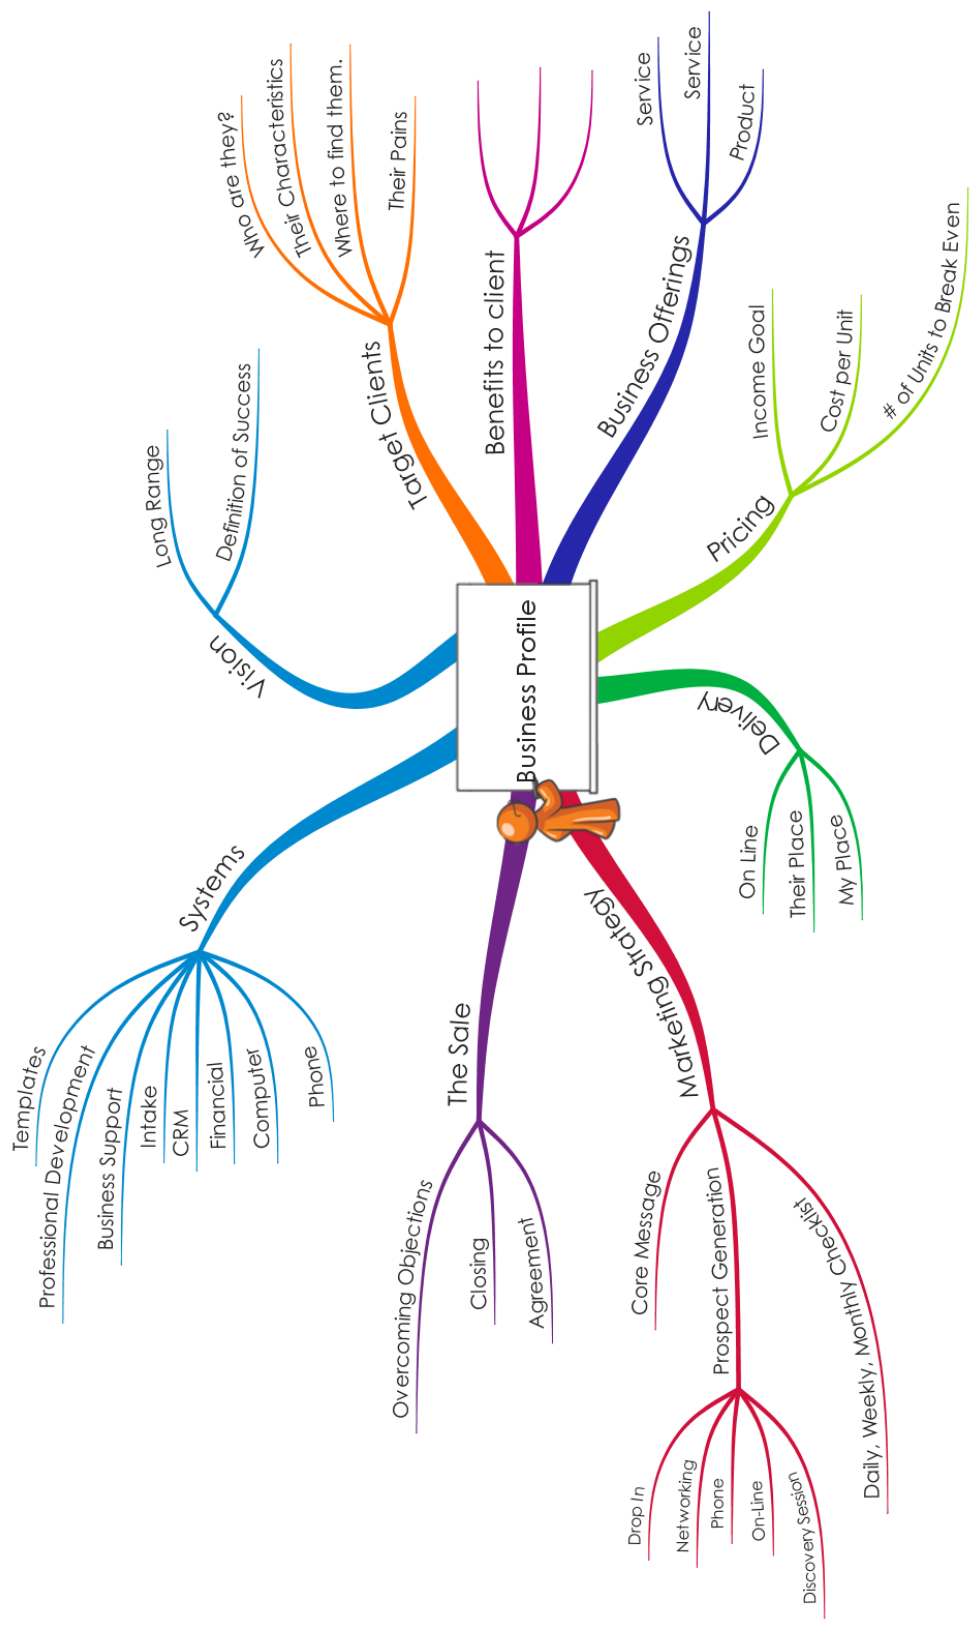 Business Profile
Vision
Long Range
Definition of Success
Target Clients
Who are they?
Their Characteristics
Where to find them.
Their Pains
Benefits to client
Business Offerings
Service
Service
Product
Pricing
Income Goal
Cost per Unit
# of Units to Break Even
Delivery
On Line
Their Place
My Place
Marketing Strategy
Core Message
Prospect Generation
Drop In
Networking
Phone
On-Line
Discovery Session
Daily, Weekly, Monthly Checklist
The Sale
Overcoming Objections
Closing
Agreement
Systems
Templates
Professional Development
Business Support
Intake
CRM
Financial
Computer
Phone